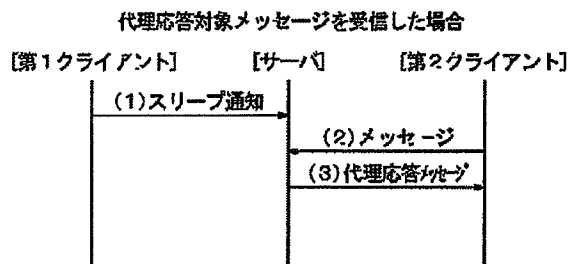 代理応答対象メッセージを受信した場合
[第1クライアント] [サーバ] [第2クライアント]
(1)スリープ通知
(2)メッセージ
(3)代理応答メッセージ